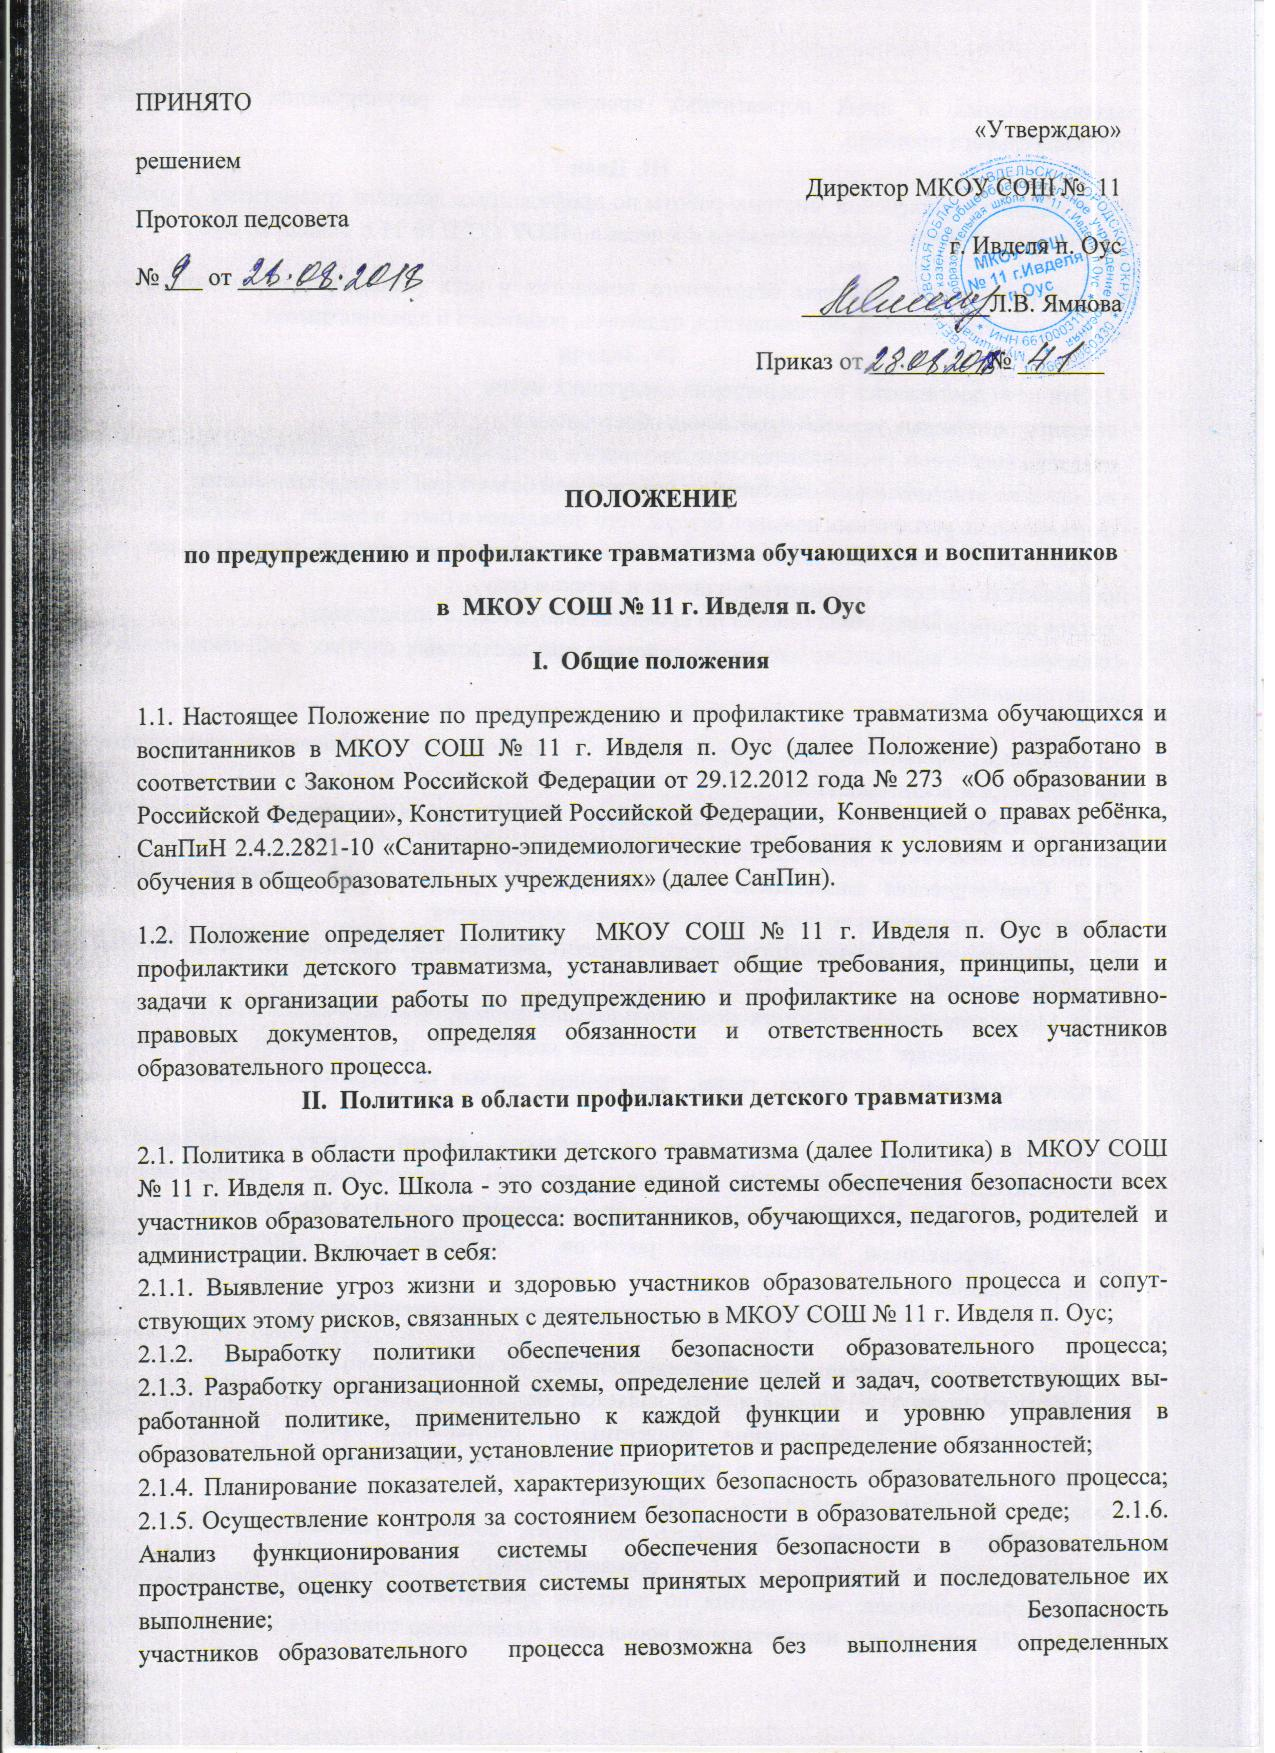 ПРИНЯТО
«Утверждаю»
решением
Директор МКОУ СОШ № 11
Протокол педсовета
г. Ивделя п. Оус
№ 9 от 28.08.2018
Л.В. Ямнова
Приказ от 28.08.2018 № 41
МКОУ СОШ
№ 11 г.Ивделя
п.Оус
ПОЛОЖЕНИЕ
по предупреждению и профилактике травматизма обучающихся и воспитанников
в МКОУ СОШ № 11 г. Ивделя п. Оус
I. Общие положения
1.1. Настоящее Положение по предупреждению и профилактике травматизма обучающихся и
воспитанников в МКОУ СОШ № 11 г. Ивделя п. Оус (далее Положение) разработано в
соответствии с Законом Российской Федерации от 29.12.2012 года № 273 «Об образовании в
Российской Федерации», Конституцией Российской Федерации, Конвенцией о правах ребёнка,
СанПиН 2.4.2.2821-10 «Санитарно-эпидемиологические требования к условиям и организации
обучения в общеобразовательных учреждениях» (далее СанПин).
1.2. Положение определяет Политику МКОУ СОШ № 11 г. Ивделя п. Оус в области
профилактики детского травматизма, устанавливает общие требования, принципы, цели и
задачи к организации работы по предупреждению и профилактике на основе нормативно-
правовых документов, определяя обязанности и ответственность всех участников
образовательного процесса.
II. Политика в области профилактики детского травматизма
2.1. Политика в области профилактики детского травматизма (далее Политика) в МКОУ СОШ
№ 11 г. Ивделя п. Оус. Школа - это создание единой системы обеспечения безопасности всех
участников образовательного процесса: воспитанников, обучающихся, педагогов, родителей и
администрации. Включает в себя:
2.1.1. Выявление угроз жизни и здоровью участников образовательного процесса и сопут-
ствующих этому рисков, связанных с деятельностью в МКОУ СОШ № 11 г. Ивделя п. Оус;
2.1.2. Выработку политики обеспечения безопасности образовательного процесса;
2.1.3. Разработку организационной схемы, определение целей и задач, соответствующих вы-
работанной политике, применительно к каждой функции и уровню управления в
образовательной организации, установление приоритетов и распределение обязанностей;
2.1.4. Планирование показателей, характеризующих безопасность образовательного процесса;
2.1.5. Осуществление контроля за состоянием безопасности в образовательной среде; 2.1.6.
Анализ функционирования системы обеспечения безопасности в образовательном
пространстве, оценку соответствия системы принятых мероприятий и последовательное их
выполнение; Безопасность
участников образовательного процесса невозможна без выполнения определенных